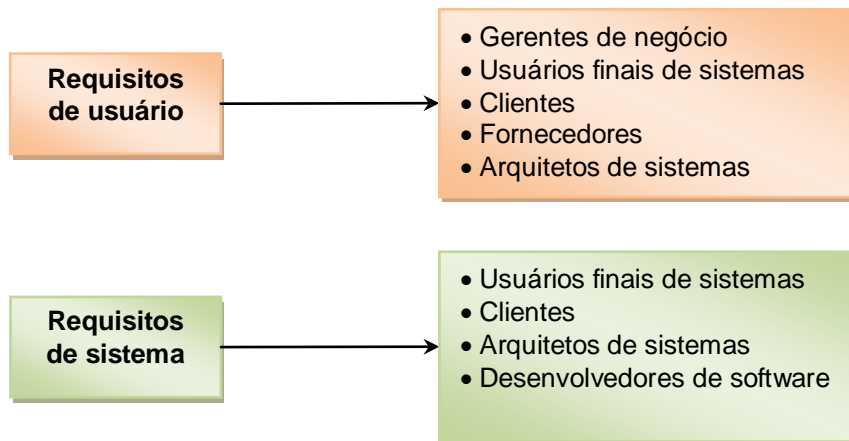 Requisitos
de usuário
• Gerentes de negócio
• Usuários finais de sistemas
• Clientes
• Fornecedores
• Arquitetos de sistemas
Requisitos
de sistema
• Usuários finais de sistemas
• Clientes
• Arquitetos de sistemas
• Desenvolvedores de software